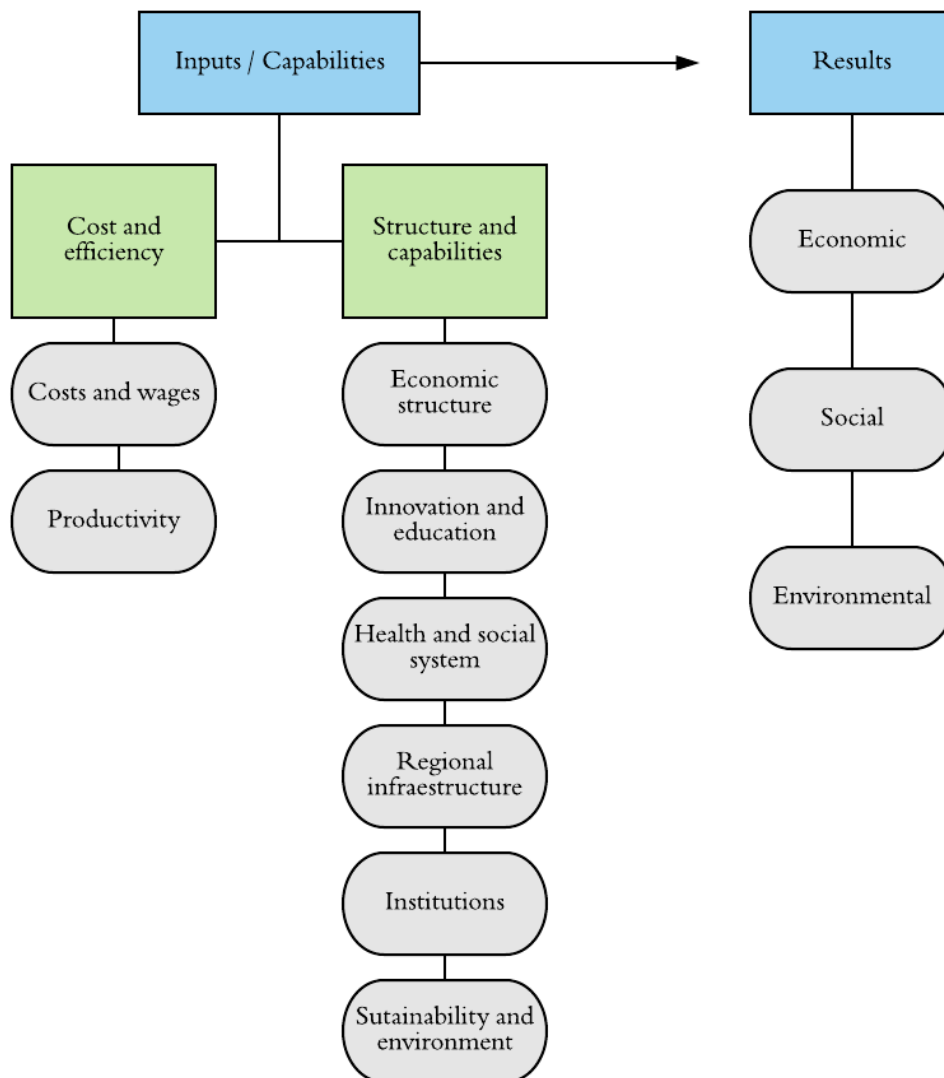 Inputs / Capabilities
Results
Cost and
efficiency
Structure and
capabilities
Economic
Costs and wages
Economic
structure
Social
Productivity
Innovation and
education
Environmental
Health and social
system
Regional
infraestructure
Institutions
Sutainability and
environment